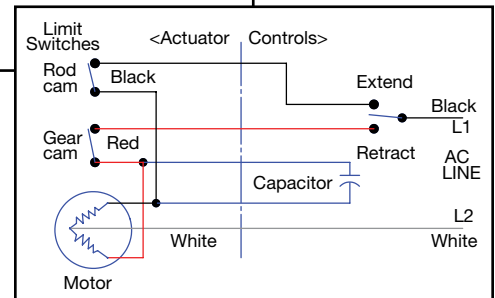 Limit
Switches
<Actuator
Controls>
Rod
cam
Black
Extend
Black
L1
Gear
cam
Red
Retract
AC
LINE
Capacitor
L2
White
White
Motor